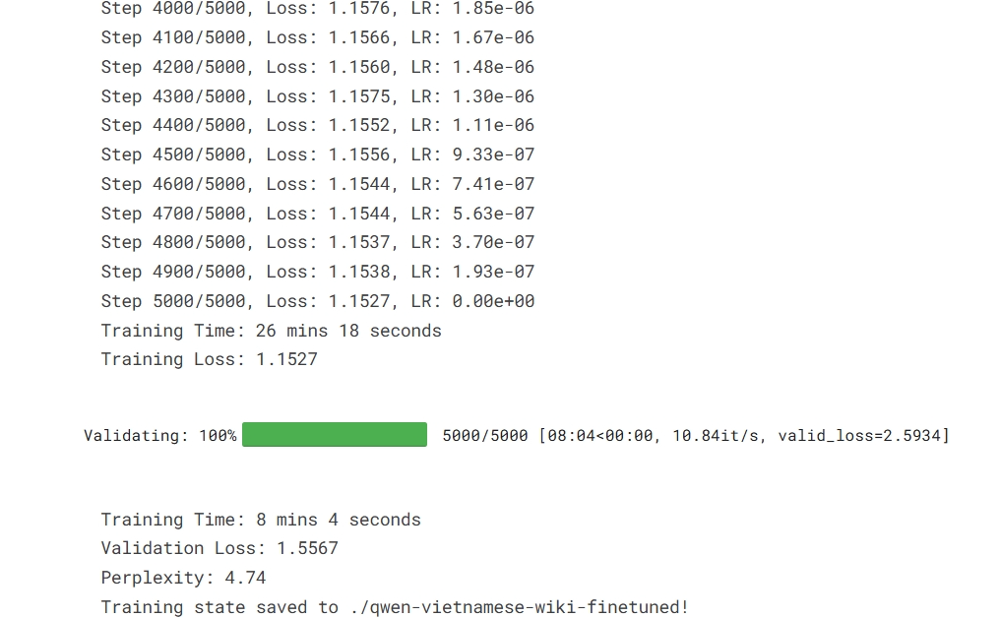 Step 4000/5000, Loss: 1.1576, LR: 1.85e-06
Step 4100/5000, Loss: 1.1566, LR: 1.67e-06
Step 4200/5000, Loss: 1.1560, LR: 1.48e-06
Step 4300/5000, Loss: 1.1575, LR: 1.30e-06
Step 4400/5000, Loss: 1.1552, LR: 1.11e-06
Step 4500/5000, Loss: 1.1556, LR: 9.33e-07
Step 4600/5000, Loss: 1.1544, LR: 7.41e-07
Step 4700/5000, Loss: 1.1544, LR: 5.63e-07
Step 4800/5000, Loss: 1.1537, LR: 3.70e-07
Step 4900/5000, Loss: 1.1538, LR: 1.93e-07
Step 5000/5000, Loss: 1.1527, LR: 0.00e+00
Training Time: 26 mins 18 seconds
Training Loss: 1.1527
Validating: 100% 5000/5000 [08:04<00:00, 10.84it/s, valid_loss=2.5934]
Training Time: 8 mins 4 seconds
Validation Loss: 1.5567
Perplexity: 4.74
Training state saved to ./qwen-vietnamese-wiki-finetuned!